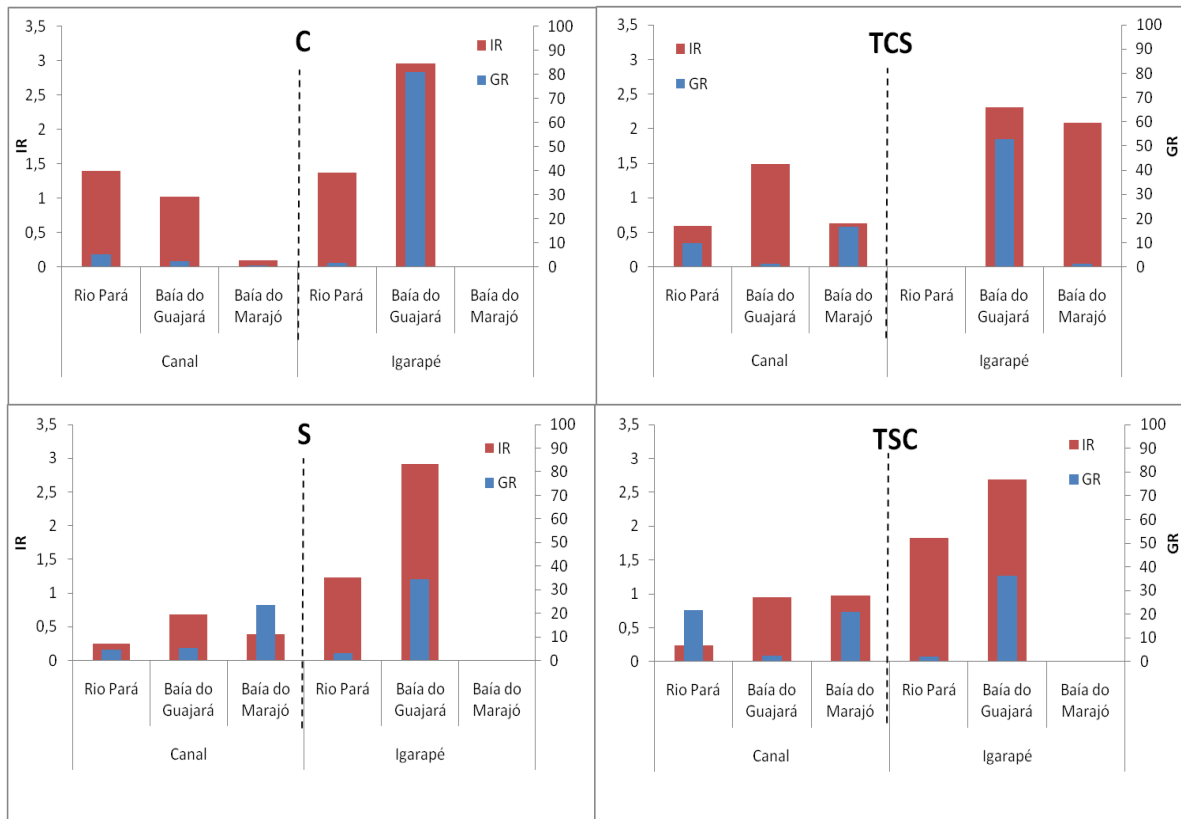 C
IR
GR
3,5
3
2,5
2
1,5
1
0,5
0
IR
100
90
80
70
60
50
40
30
20
10
0
Rio Pará
Baía do
Guajará
Baía do
Marajó
Rio Pará
Baía do
Guajará
Baía do
Marajó
Canal
Igarapé
TCS
IR
GR
3,5
3
2,5
2
1,5
1
0,5
0
100
90
80
70
60
50
40
30
20
10
0
GR
Rio Pará
Baía do
Guajará
Baía do
Marajó
Rio Pará
Baía do
Guajará
Baía do
Marajó
Canal
Igarapé
S
IR
GR
3,5
3
2,5
2
1,5
1
0,5
0
IR
100
90
80
70
60
50
40
30
20
10
0
Rio Pará
Baía do
Guajará
Baía do
Marajó
Rio Pará
Baía do
Guajará
Baía do
Marajó
Canal
Igarapé
TSC
IR
GR
3,5
3
2,5
2
1,5
1
0,5
0
100
90
80
70
60
50
40
30
20
10
0
GR
Rio Pará
Baía do
Guajará
Baía do
Marajó
Rio Pará
Baía do
Guajará
Baía do
Marajó
Canal
Igarapé